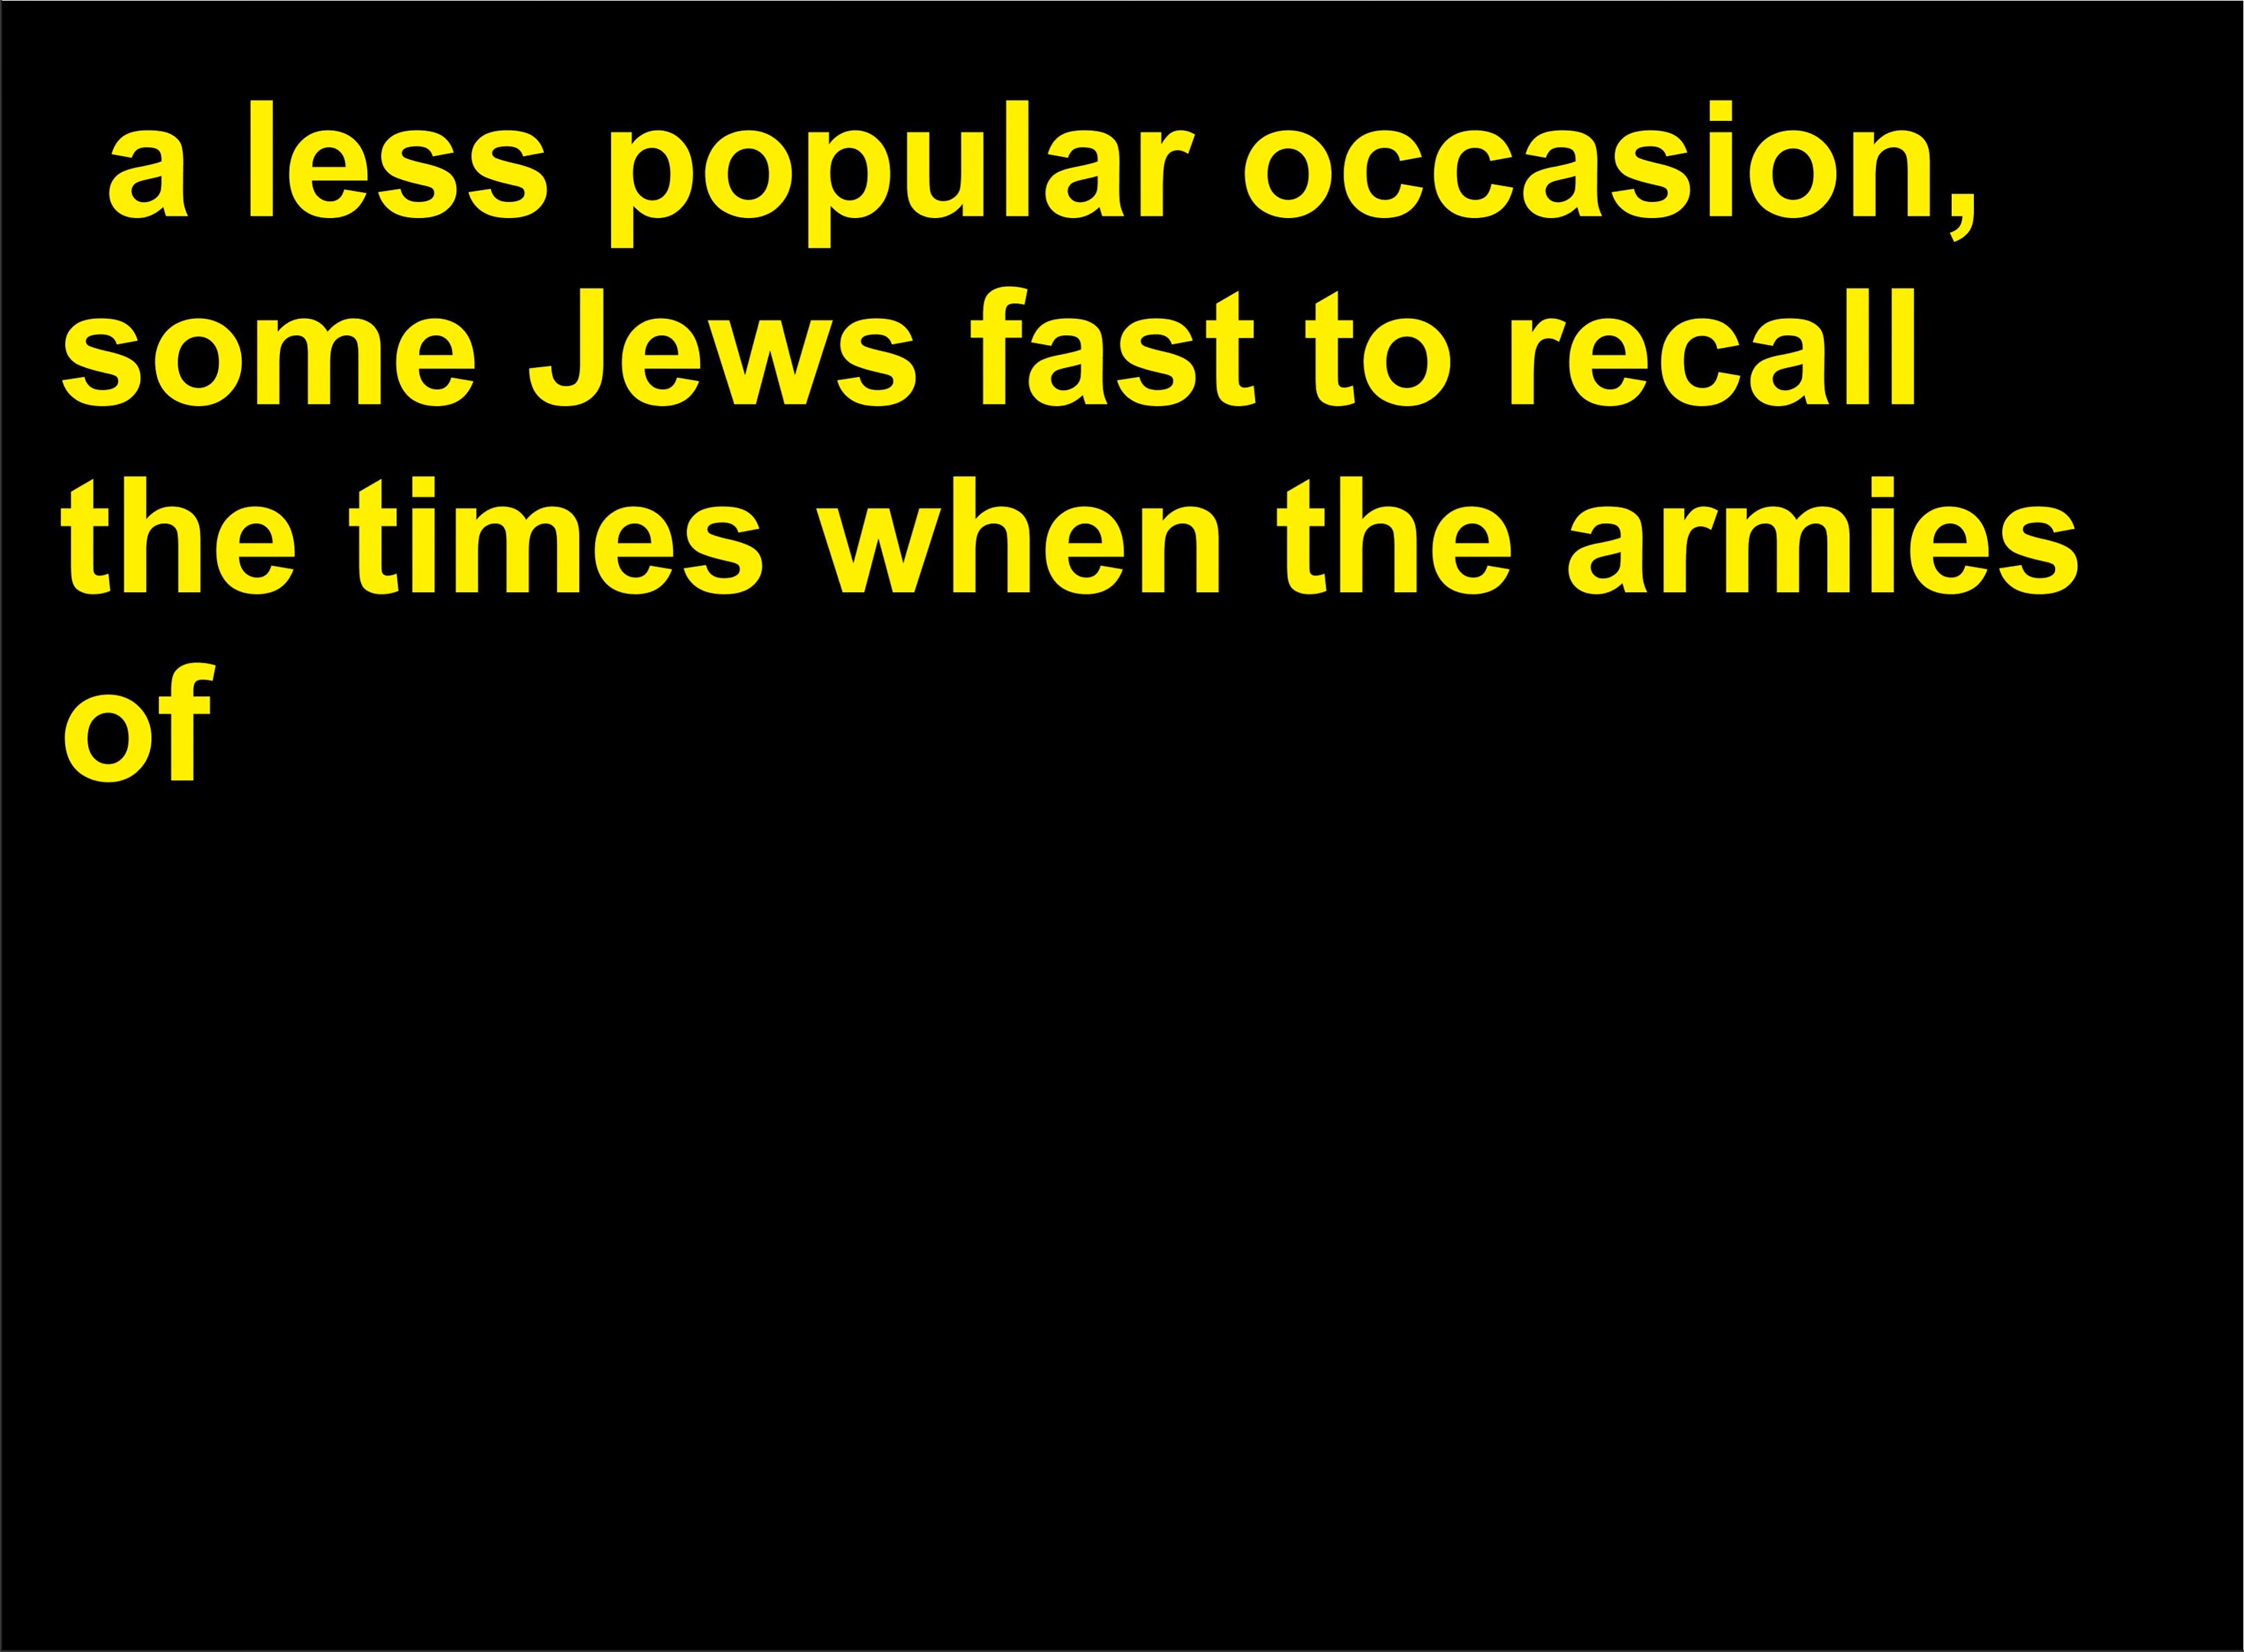 a less popular occasion,
some Jews fast to recall
the times when the armies
of